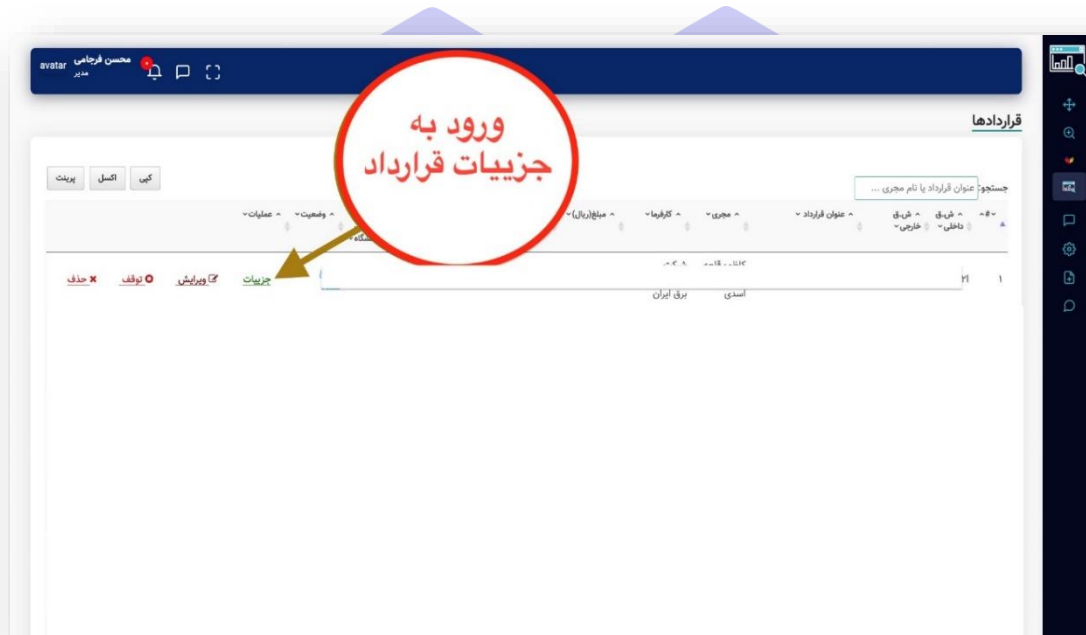 محسن فرجامی
مدیر
avatar
قراردادها
ورود به
جزییات قرارداد
کپی
اکسل
پرینت
جستجو:
عنوان قرارداد یا نام مجری ...
#
ش.ق داخلی
ش.ق خارجی
عنوان قرارداد
مجری
کارفرما
مبلغ(ریال)
وضعیت
عملیات
۱
اسدی
برق ایران
جزییات
ویرایش
توقف
حذف